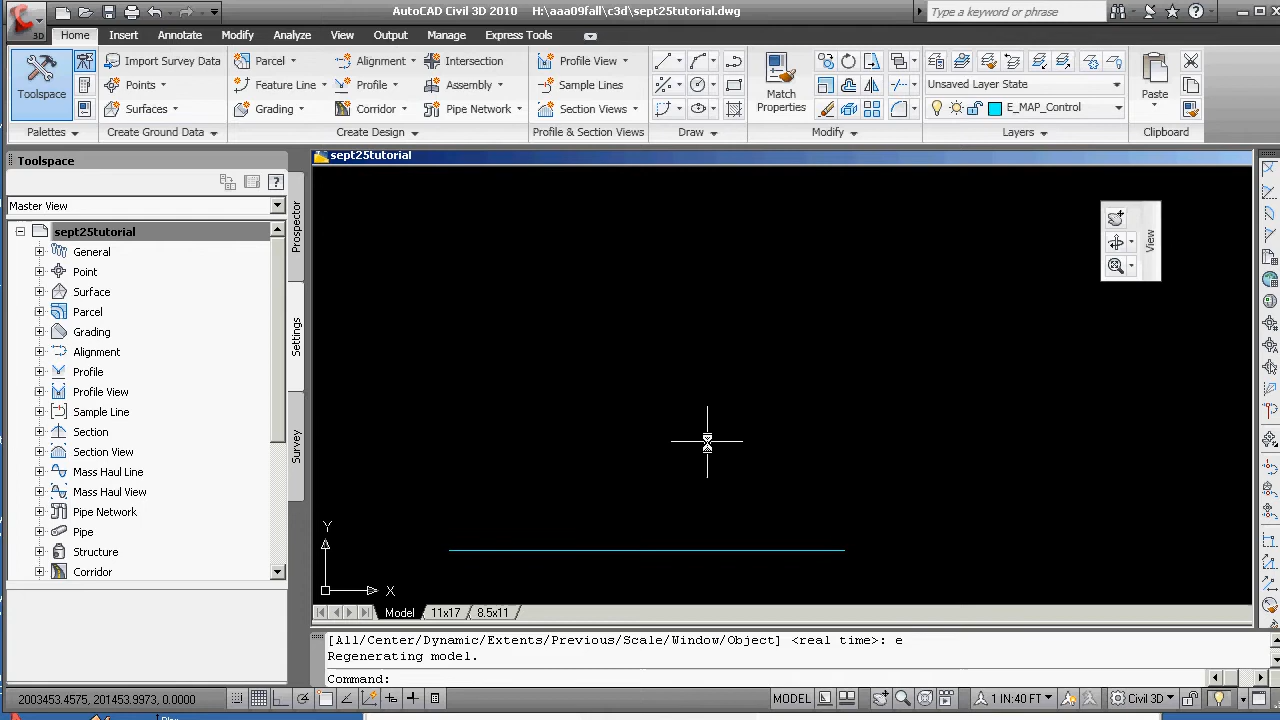 AutoCAD Civil 3D 2010 H:\aaa09fall\c3d\sept25tutorial.dwg
Type a keyword or phrase
3D
Home Insert Annotate Modify Analyze View Output Manage Express Tools
Toolspace
Import Survey Data
Points
Surfaces
Parcel
Feature Line
Grading
Alignment
Profile
Corridor
Intersection
Assembly
Pipe Network
Profile View
Sample Lines
Section Views
Match
Properties
Unsaved Layer State
E_MAP_Control
Paste
Palettes
Create Ground Data
Create Design
Profile & Section Views
Draw
Modify
Layers
Clipboard
Toolspace
sept25tutorial
Master View
Prospector
Settings
Survey
sept25tutorial
General
Point
Surface
Parcel
Grading
Alignment
Profile
Profile View
Sample Line
Section
Section View
Mass Haul Line
Mass Haul View
Pipe Network
Pipe
Structure
Corridor
View
Y
X
Model 11x17 8.5x11
[All/Center/Dynamic/Extents/Previous/Scale/Window/Object] <real time>: e
Regenerating model.
Command:
2003453.4575, 201453.9973, 0.0000
MODEL
1 IN:40 FT
Civil 3D